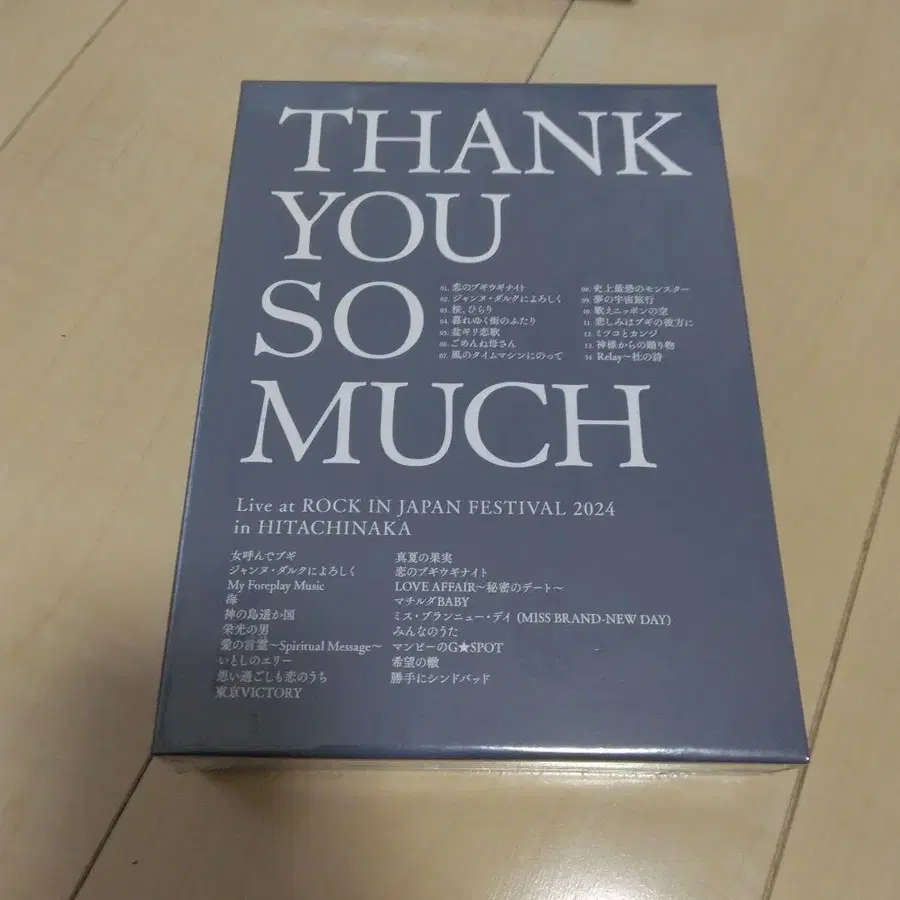 THANK
YOU
SO
MUCH
01. 恋のブギウギナイト
02. ジャンヌ・ダルクによろしく
03. 桜、ひらり
04. 暮れゆく街のふたり
05. 盆ギリ恋歌
06. ごめんね母さん
07. 風のタイムマシンにのって
08. 史上最恐のモンスター
09. 夢の宇宙旅行
10. 歌えニッポンの空
11. 悲しみはブギの彼方に
12. ミツコとカンジ
13. 神様からの贈り物
14. Relay〜杜の詩
Live at ROCK IN JAPAN FESTIVAL 2024
in HITACHINAKA
女呼んでブギ
ジャンヌ・ダルクによろしく
My Foreplay Music
海
神の島遥か国
栄光の男
愛の言霊〜Spiritual Message〜
いとしのエリー
思い過ごしも恋のうち
東京VICTORY
真夏の果実
恋のブギウギナイト
LOVE AFFAIR〜秘密のデート〜
マチルダBABY
ミス・ブランニュー・デイ (MISS BRAND-NEW DAY)
みんなのうた
マンピーのG★SPOT
希望の轍
勝手にシンドバッド